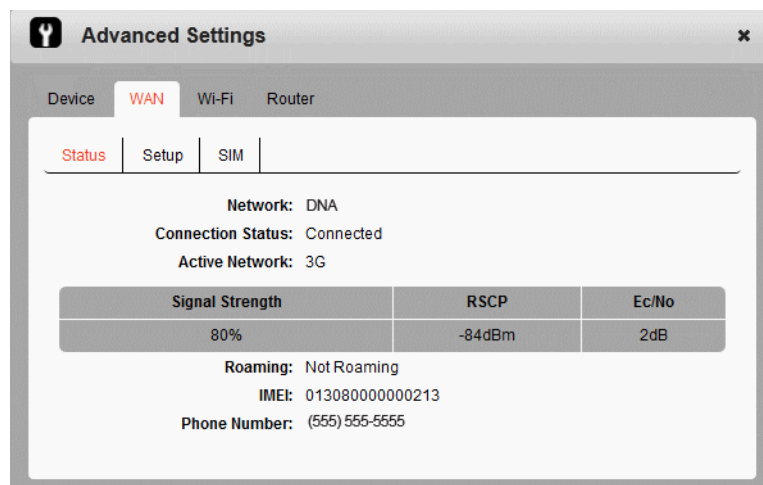 Advanced Settings
Device WAN Wi-Fi Router
Status Setup SIM
Network: DNA
Connection Status: Connected
Active Network: 3G
Signal Strength RSCP Ec/No
80% -84dBm 2dB
Roaming: Not Roaming
IMEI: 013080000000213
Phone Number: (555) 555-5555